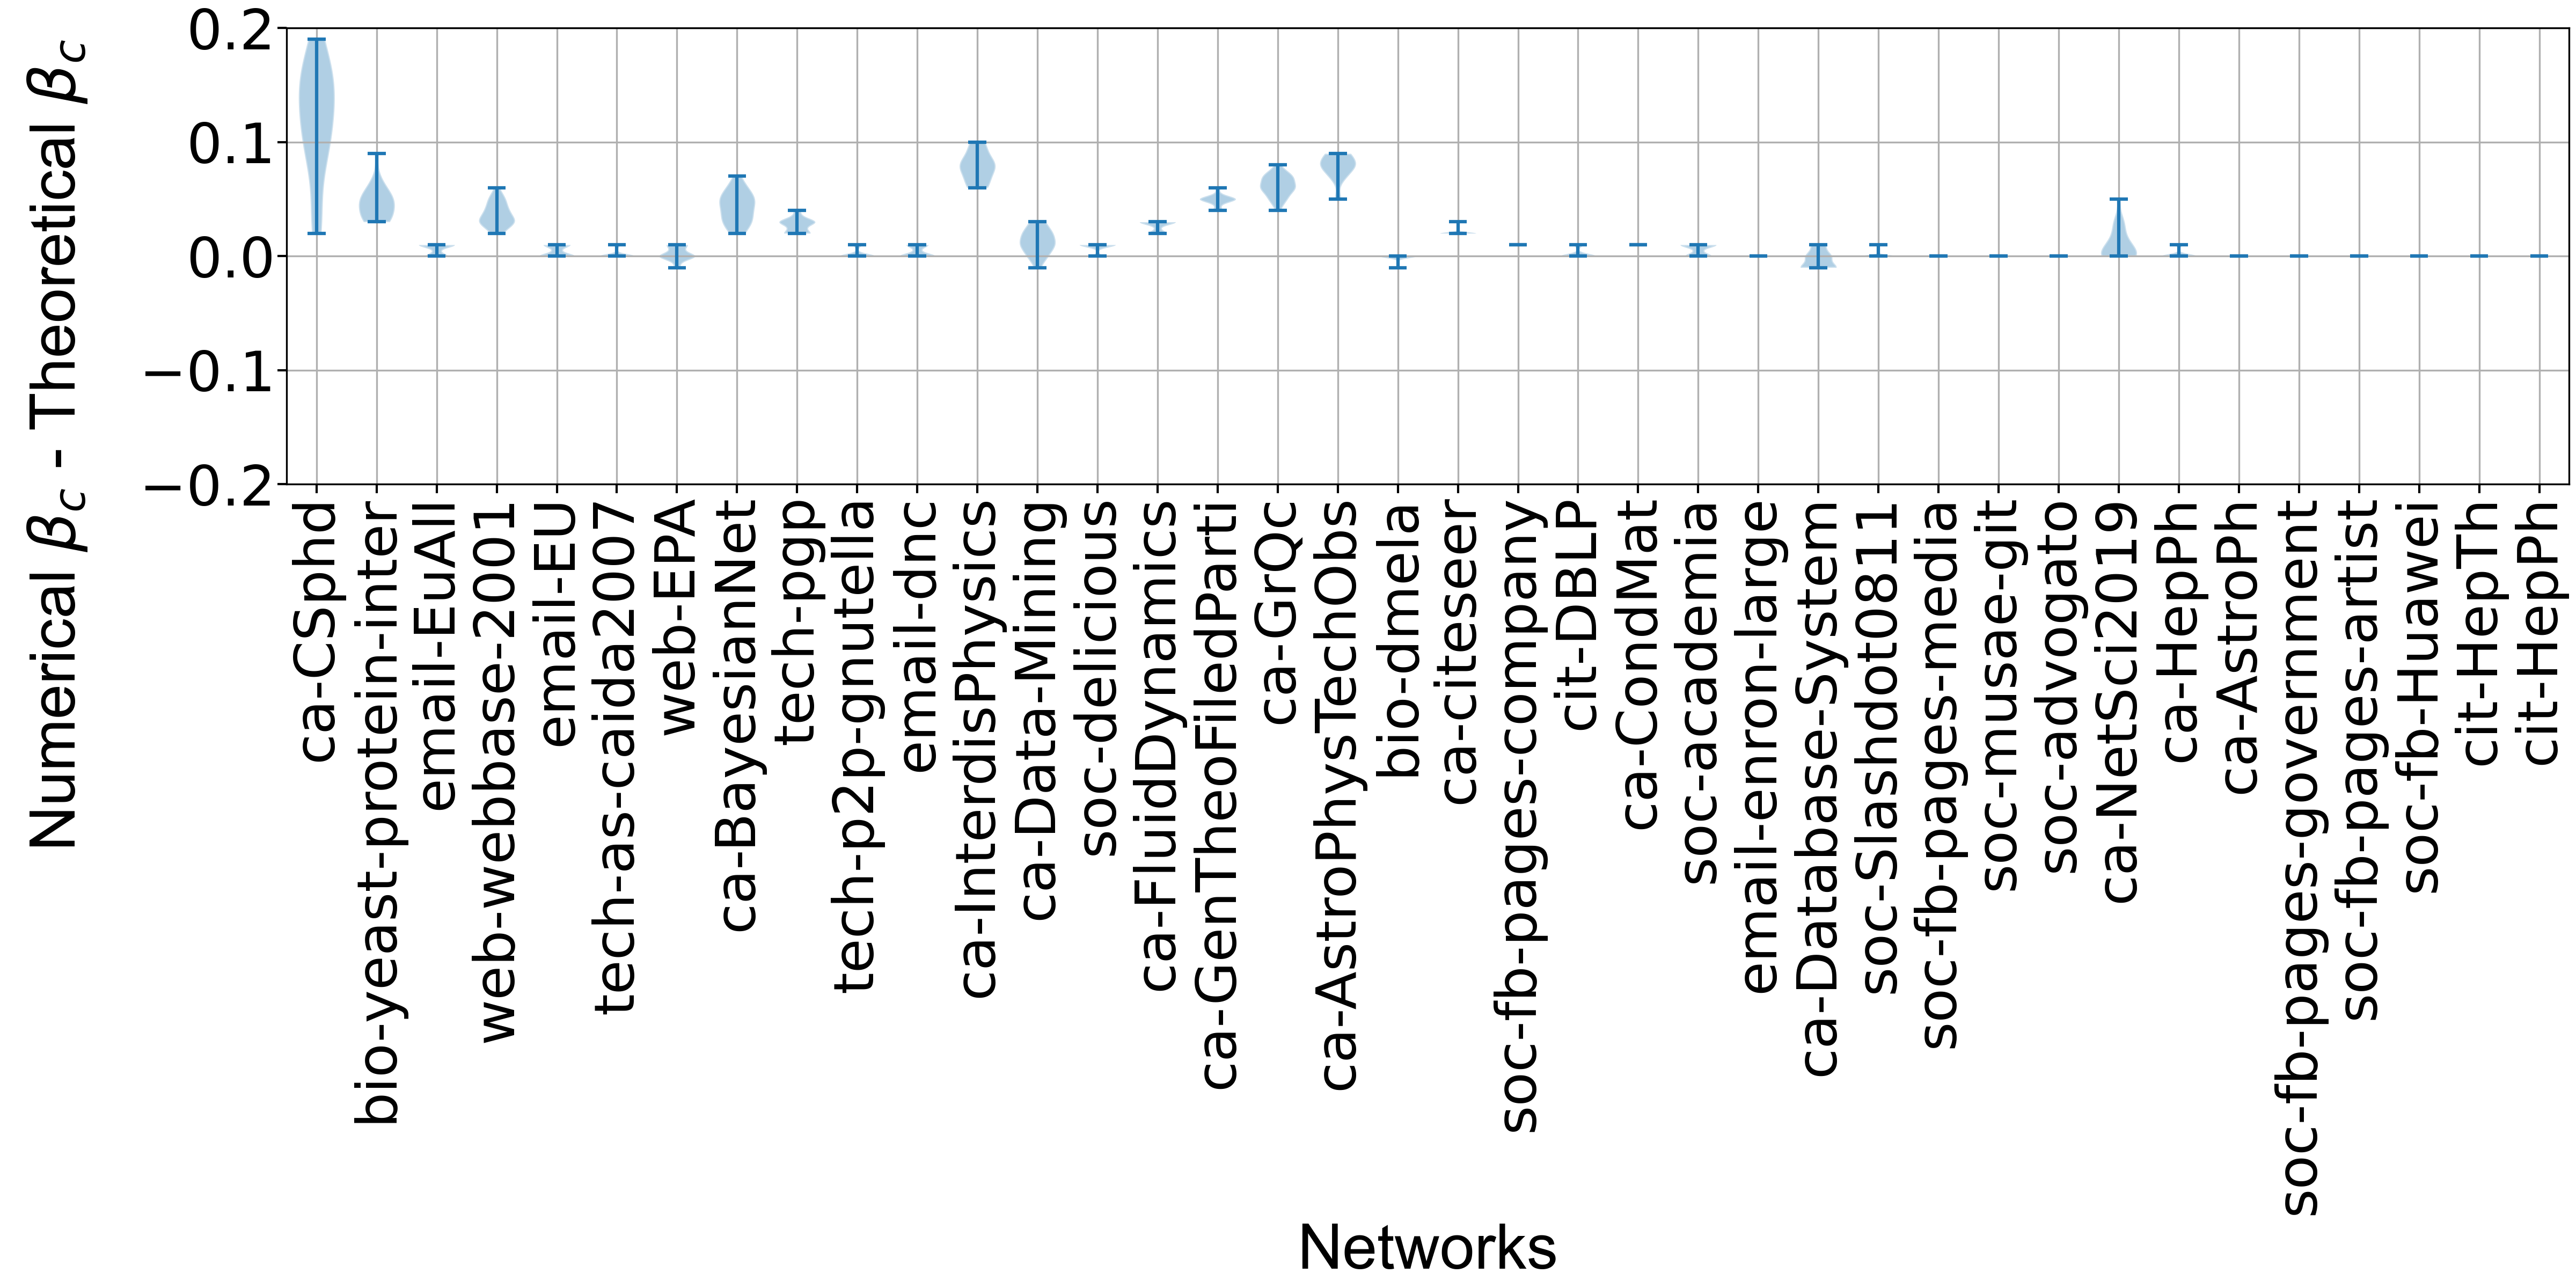 Numerical βc - Theoretical βc
0.2
0.1
0.0
−0.1
−0.2
ca-CSphd
bio-yeast-protein-inter
email-EuAll
web-webbase-2001
email-EU
tech-as-caida2007
web-EPA
ca-BayesianNet
tech-pgp
tech-p2p-gnutella
email-dnc
ca-InterdisPhysics
ca-Data-Mining
soc-delicious
ca-FluidDynamics
ca-GenTheoFiledParti
ca-GrQc
ca-AstroPhysTechObs
bio-dmela
ca-citeseer
soc-fb-pages-company
cit-DBLP
ca-CondMat
soc-academia
email-enron-large
ca-Database-System
soc-Slashdot0811
soc-fb-pages-media
soc-musae-git
soc-advogato
ca-NetSci2019
ca-HepPh
ca-AstroPh
soc-fb-pages-government
soc-fb-pages-artist
soc-fb-Huawei
cit-HepTh
cit-HepPh
Networks